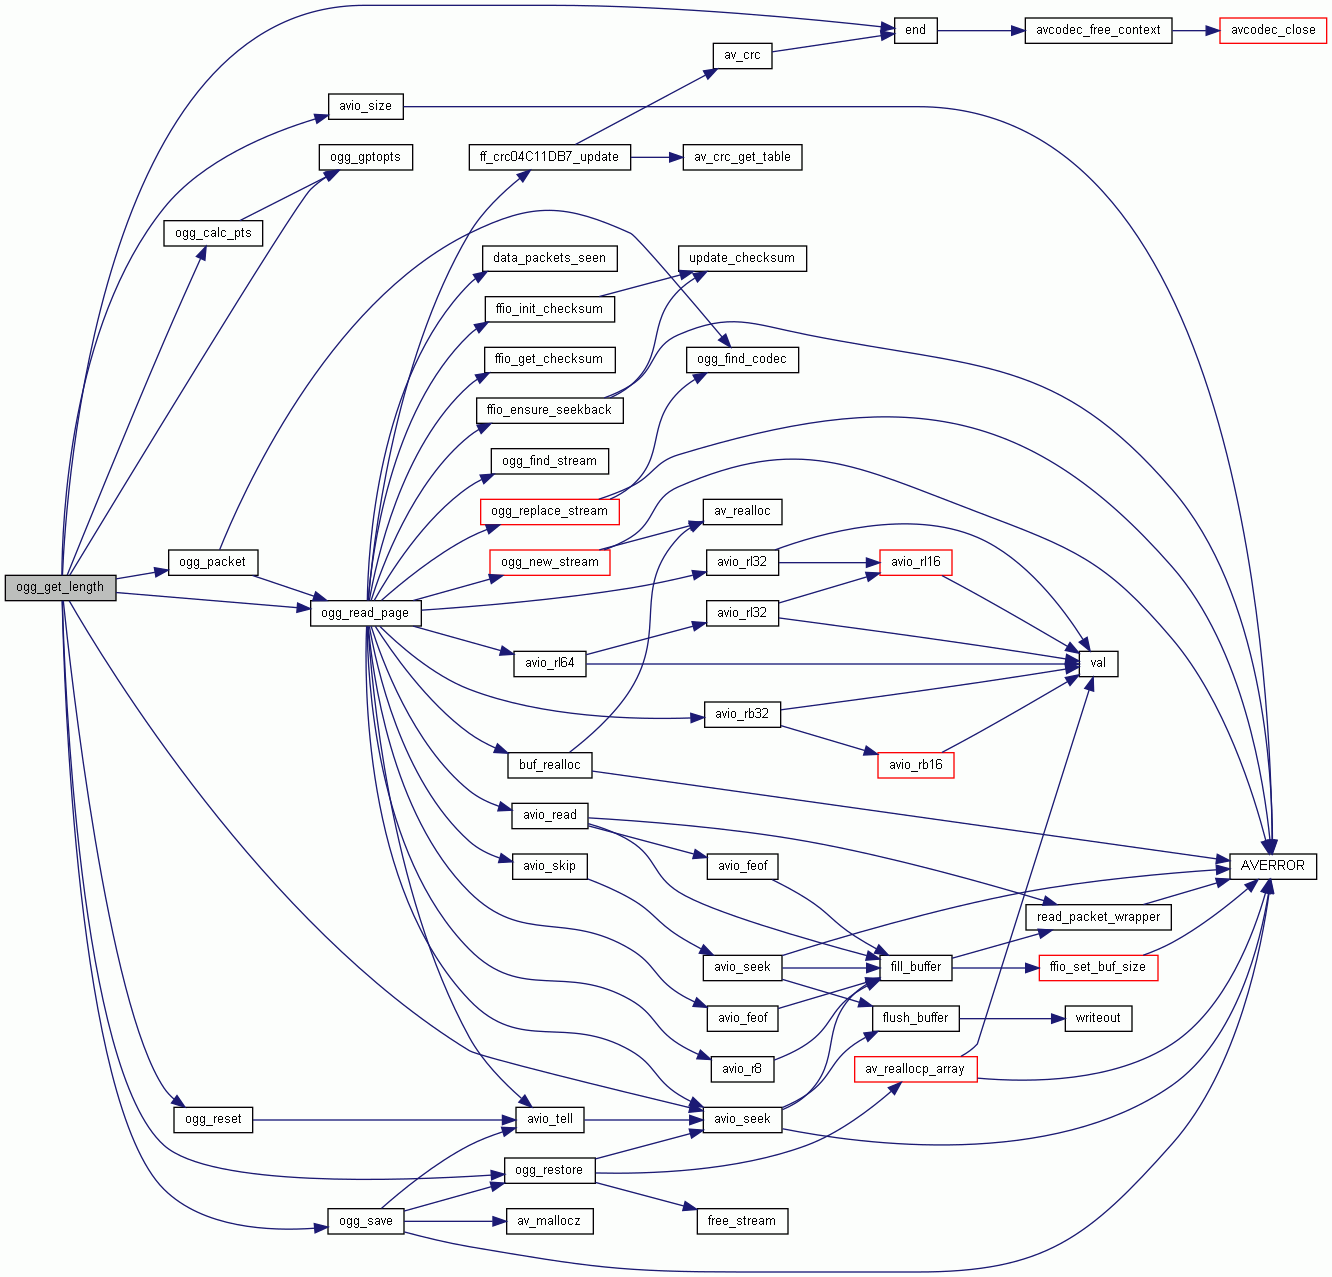 end
avcodec_free_context
avcodec_close
av_crc
avio_size
ogg_gptopts
ff_crc04C11DB7_update
av_crc_get_table
ogg_calc_pts
data_packets_seen
update_checksum
ffio_init_checksum
ffio_get_checksum
ogg_find_codec
ffio_ensure_seekback
ogg_find_stream
ogg_replace_stream
av_realloc
ogg_packet
ogg_new_stream
avio_rl32
avio_rl16
ogg_get_length
ogg_read_page
avio_rl32
avio_rl64
val
avio_rb32
buf_realloc
avio_rb16
avio_read
avio_skip
avio_feof
AVERROR
read_packet_wrapper
avio_seek
fill_buffer
ffio_set_buf_size
avio_feof
flush_buffer
writeout
avio_r8
av_reallocp_array
ogg_reset
avio_tell
avio_seek
ogg_restore
ogg_save
av_mallocz
free_stream